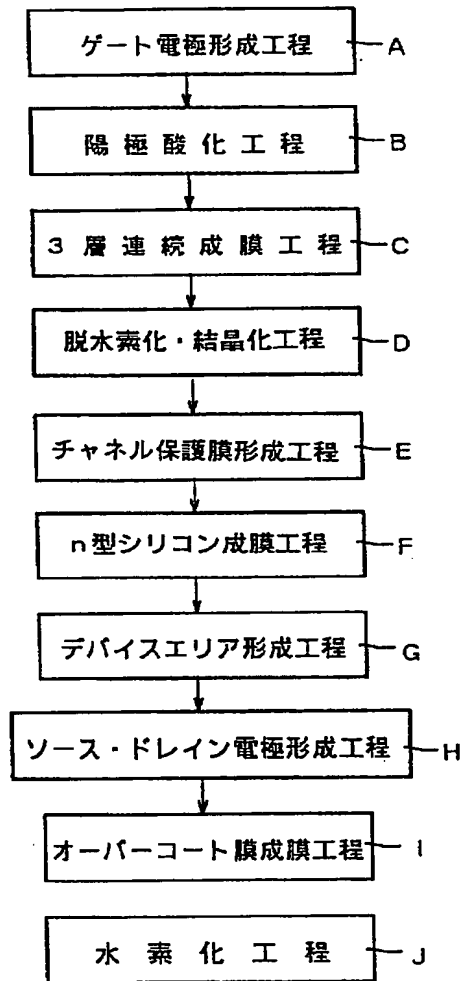 ゲート電極形成工程 A
陽極酸化工程 B
3層連続成膜工程 C
脱水素化・結晶化工程 D
チャネル保護膜形成工程 E
n型シリコン成膜工程 F
デバイスエリア形成工程 G
ソース・ドレイン電極形成工程 H
オーバーコート膜成膜工程 I
水素化工程 J